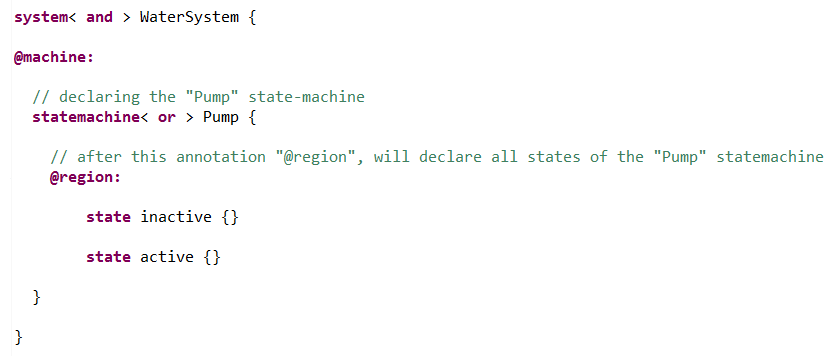 system< and > WaterSystem {
@machine:
// declaring the "Pump" state-machine
statemachine< or > Pump {
// after this annotation "@region", will declare all states of the "Pump" statemachine
@region:
state inactive {}
state active {}
}
}